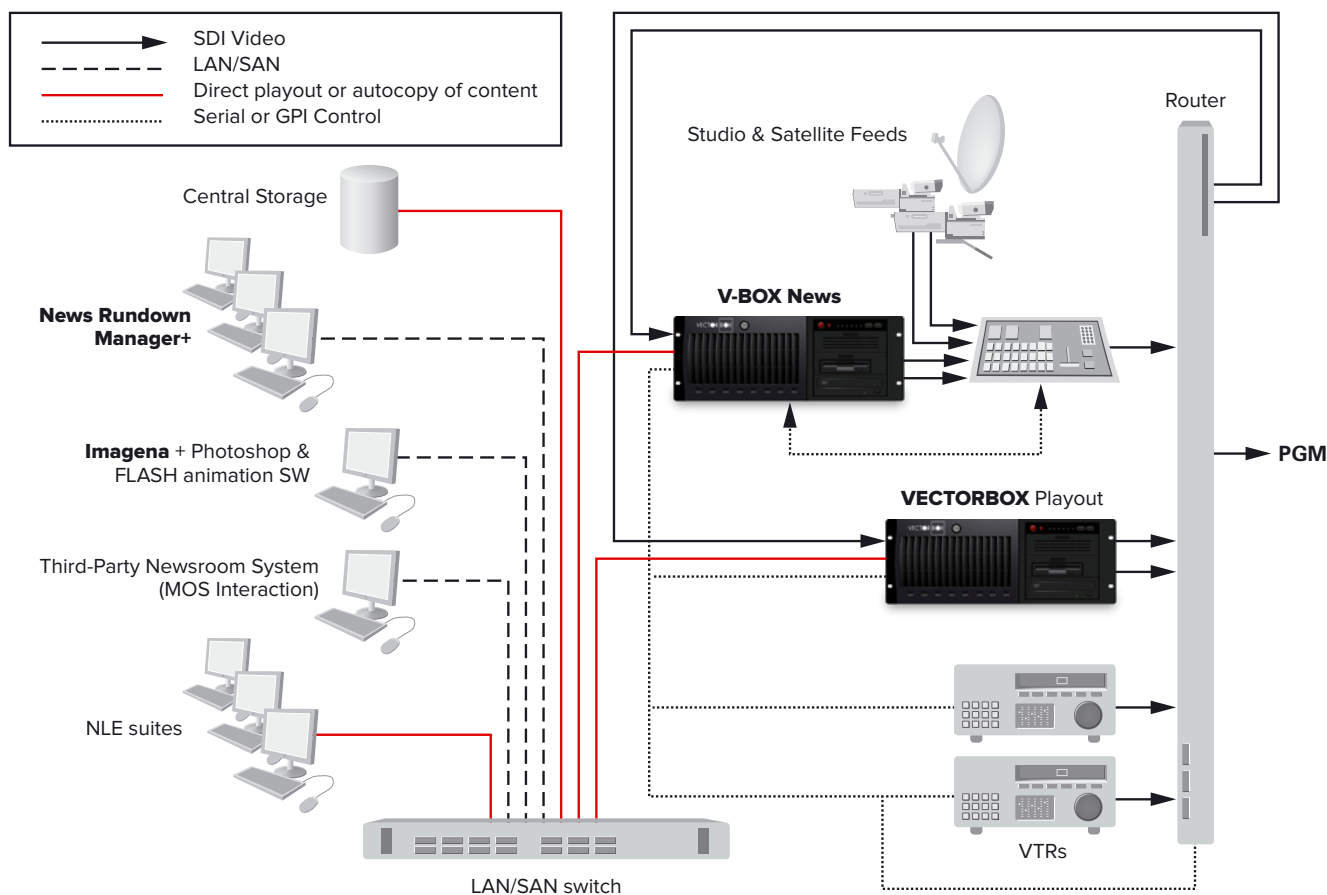 SDI Video
LAN/SAN
Direct playout or autocopy of content
Serial or GPI Control
Router
Studio & Satellite Feeds
Central Storage
V-BOX News
VECTORBOX
News Rundown
Manager+
Imagena + Photoshop &
FLASH animation SW
PGM
VECTORBOX Playout
VECTORBOX
Third-Party Newsroom System
(MOS Interaction)
NLE suites
VTRs
LAN/SAN switch